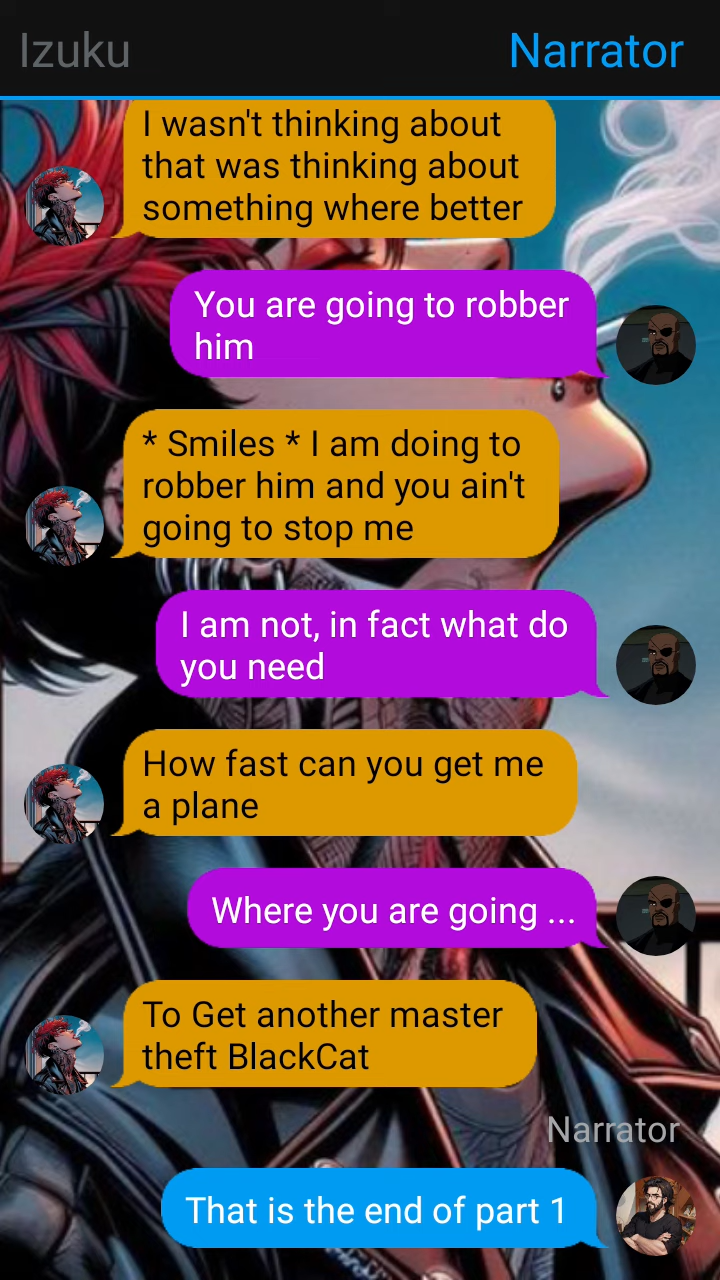 Izuku
Narrator
I wasn't thinking about
that was thinking about
something where better
You are going to robber
him
* Smiles * I am doing to
robber him and you ain't
going to stop me
I am not, in fact what do
you need
How fast can you get me
a plane
Where you are going ...
To Get another master
theft BlackCat
Narrator
That is the end of part 1